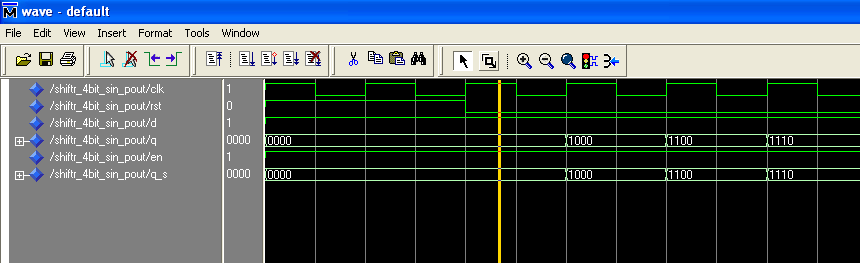 wave - default
File Edit View Insert Format Tools Window
/shiftr_4bit_sin_pout/clk 1
/shiftr_4bit_sin_pout/rst 0
/shiftr_4bit_sin_pout/d 1
/shiftr_4bit_sin_pout/q 0000 0000 1000 1100 1110
/shiftr_4bit_sin_pout/en 1
/shiftr_4bit_sin_pout/q_s 0000 0000 1000 1100 1110